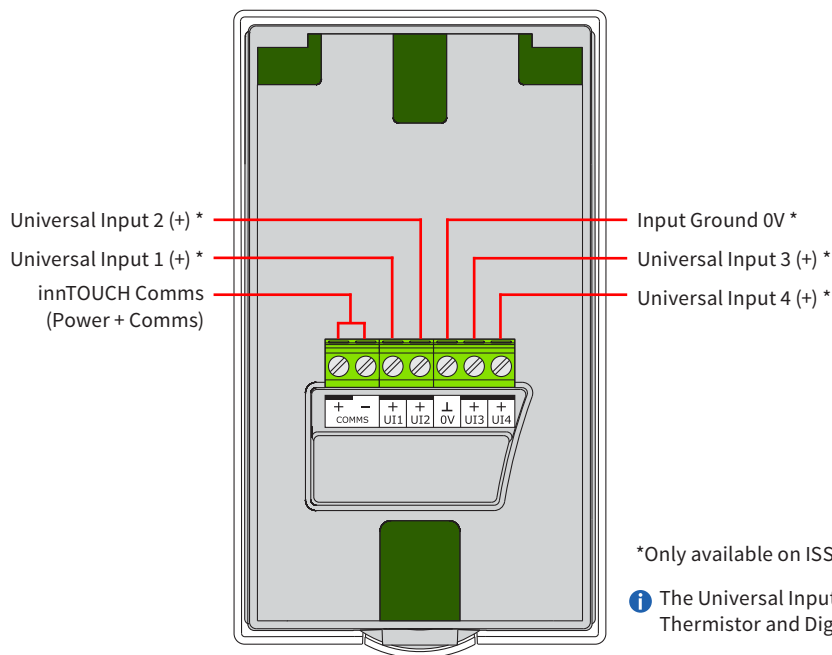 Universal Input 2 (+) *
Universal Input 1 (+) *
innTOUCH Comms
(Power + Comms)
Input Ground 0V *
Universal Input 3 (+) *
Universal Input 4 (+) *
+ − + + ⊥ + +
COMMS UI1 UI2 0V UI3 UI4
*Only available on ISS
i The Universal Input
Thermistor and Dig